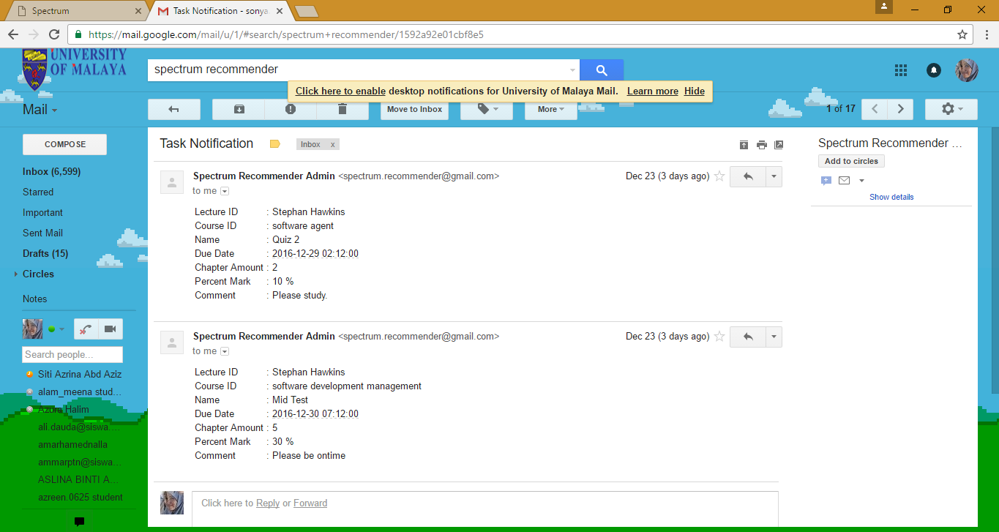 Spectrum
Task Notification - sonya
https://mail.google.com/mail/u/1/#search/spectrum+recommender/1592a92e01cbf8e5
UNIVERSITY
OF MALAYA
spectrum recommender
Click here to enable desktop notifications for University of Malaya Mail. Learn more Hide
Mail
Move to Inbox
More
1 of 17
COMPOSE
Inbox (6,599)
Starred
Important
Sent Mail
Drafts (15)
Circles
Notes
Search people...
Siti Azrina Abd Aziz
alam_meena stud...
Azura Halim
ali.dauda@siswa....
amarhamednalla
ammarptn@siswa...
ASLINA BINTI A...
azreen 0625 student
Task Notification
Inbox x
Spectrum Recommender Admin <spectrum.recommender@gmail.com>
Dec 23 (3 days ago)
to me
Lecture ID : Stephan Hawkins
Course ID : software agent
Name : Quiz 2
Due Date : 2016-12-29 02:12:00
Chapter Amount : 2
Percent Mark : 10 %
Comment : Please study.
Spectrum Recommender Admin <spectrum.recommender@gmail.com>
Dec 23 (3 days ago)
to me
Lecture ID : Stephan Hawkins
Course ID : software development management
Name : Mid Test
Due Date : 2016-12-30 07:12:00
Chapter Amount : 5
Percent Mark : 30 %
Comment : Please be ontime
Click here to Reply or Forward
Spectrum Recommender ...
Add to circles
Show details